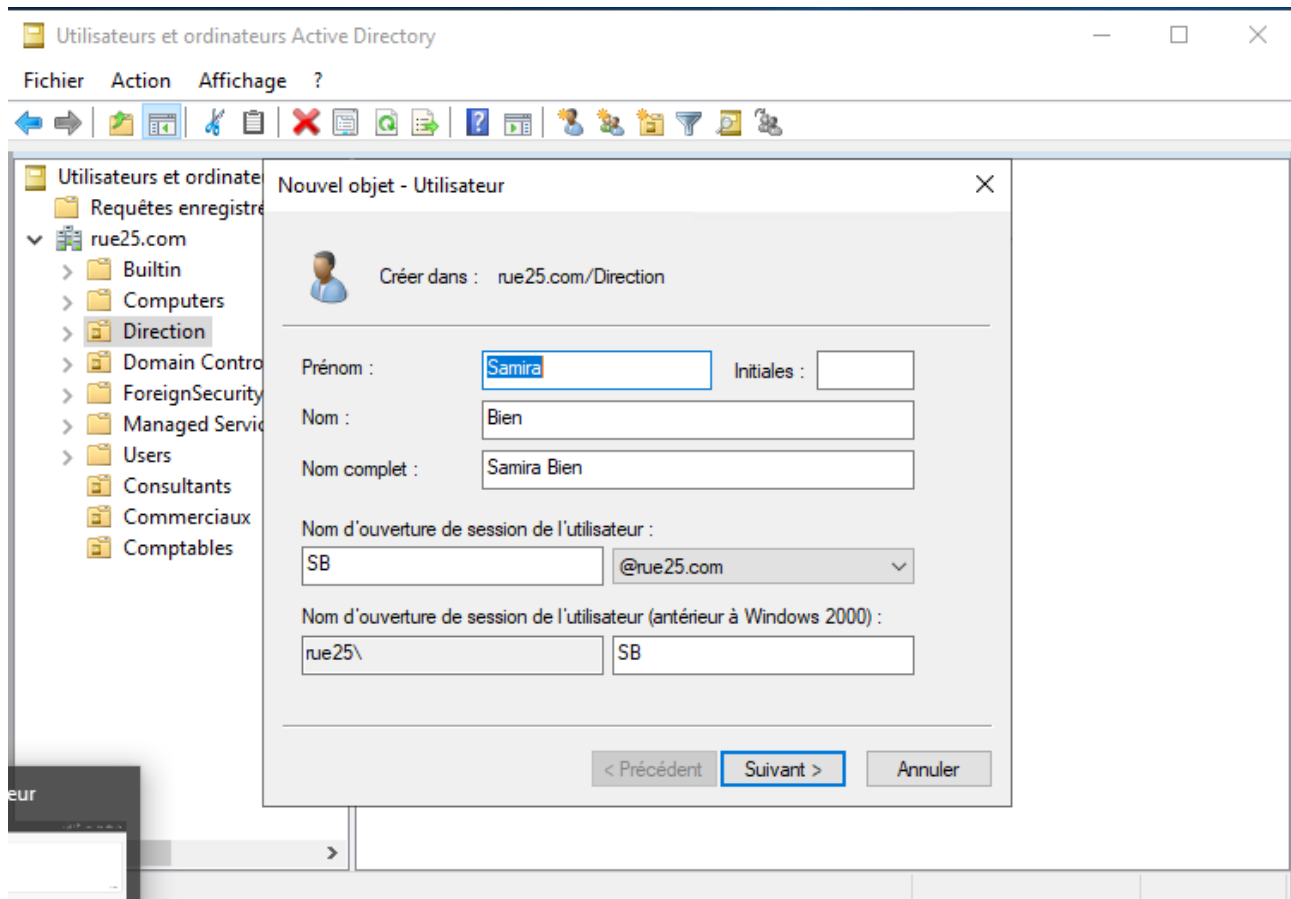 Utilisateurs et ordinateurs Active Directory
Fichier Action Affichage ?
Utilisateurs et ordinate
Requêtes enregistré
rue25.com
Builtin
Computers
Direction
Domain Contro
ForeignSecurity
Managed Servic
Users
Consultants
Commerciaux
Comptables
Nouvel objet - Utilisateur
Créer dans : rue25.com/Direction
Prénom : Samira Initiales :
Nom : Bien
Nom complet : Samira Bien
Nom d'ouverture de session de l'utilisateur :
SB @rue25.com
Nom d'ouverture de session de l'utilisateur (antérieur à Windows 2000) :
rue25\ SB
< Précédent Suivant > Annuler
eur